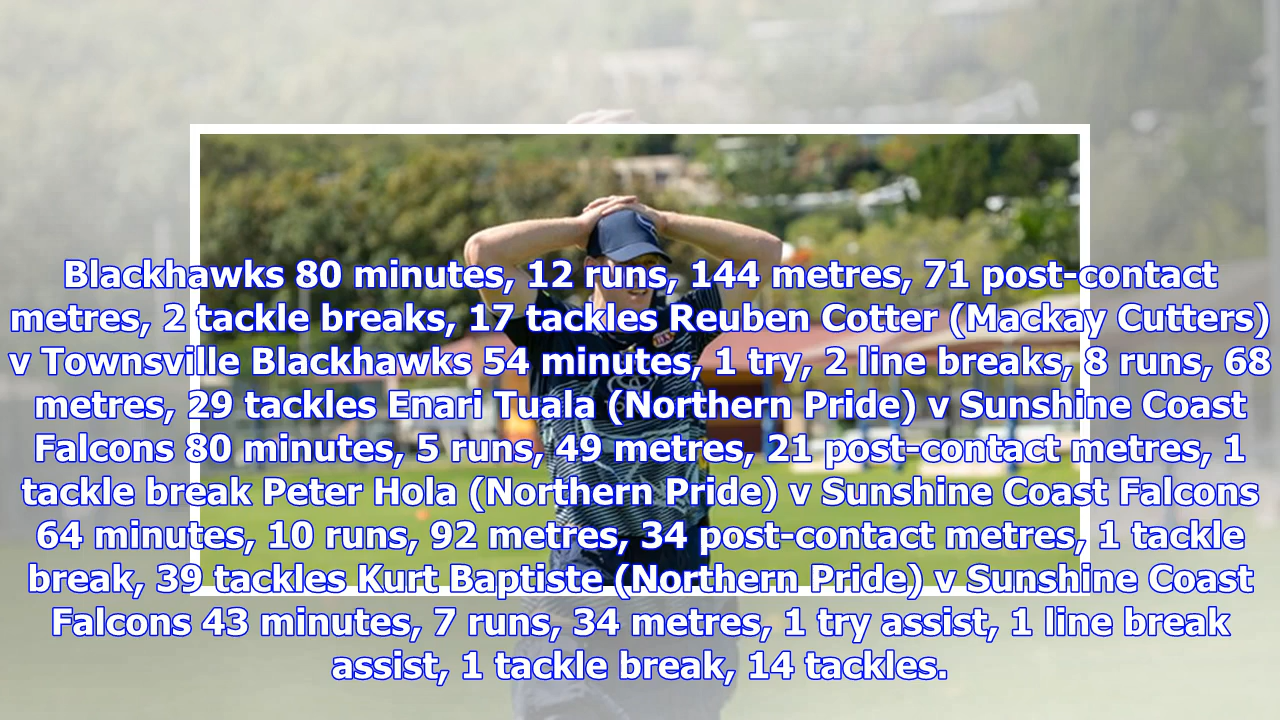 Blackhawks 80 minutes, 12 runs, 144 metres, 71 post-contact
metres, 2 tackle breaks, 17 tackles Reuben Cotter (Mackay Cutters)
v Townsville Blackhawks 54 minutes, 1 try, 2 line breaks, 8 runs, 68
metres, 29 tackles Enari Tuala (Northern Pride) v Sunshine Coast
Falcons 80 minutes, 5 runs, 49 metres, 21 post-contact metres, 1
tackle break Peter Hola (Northern Pride) v Sunshine Coast Falcons
64 minutes, 10 runs, 92 metres, 34 post-contact metres, 1 tackle
break, 39 tackles Kurt Baptiste (Northern Pride) v Sunshine Coast
Falcons 43 minutes, 7 runs, 34 metres, 1 try assist, 1 line break
assist, 1 tackle break, 14 tackles.